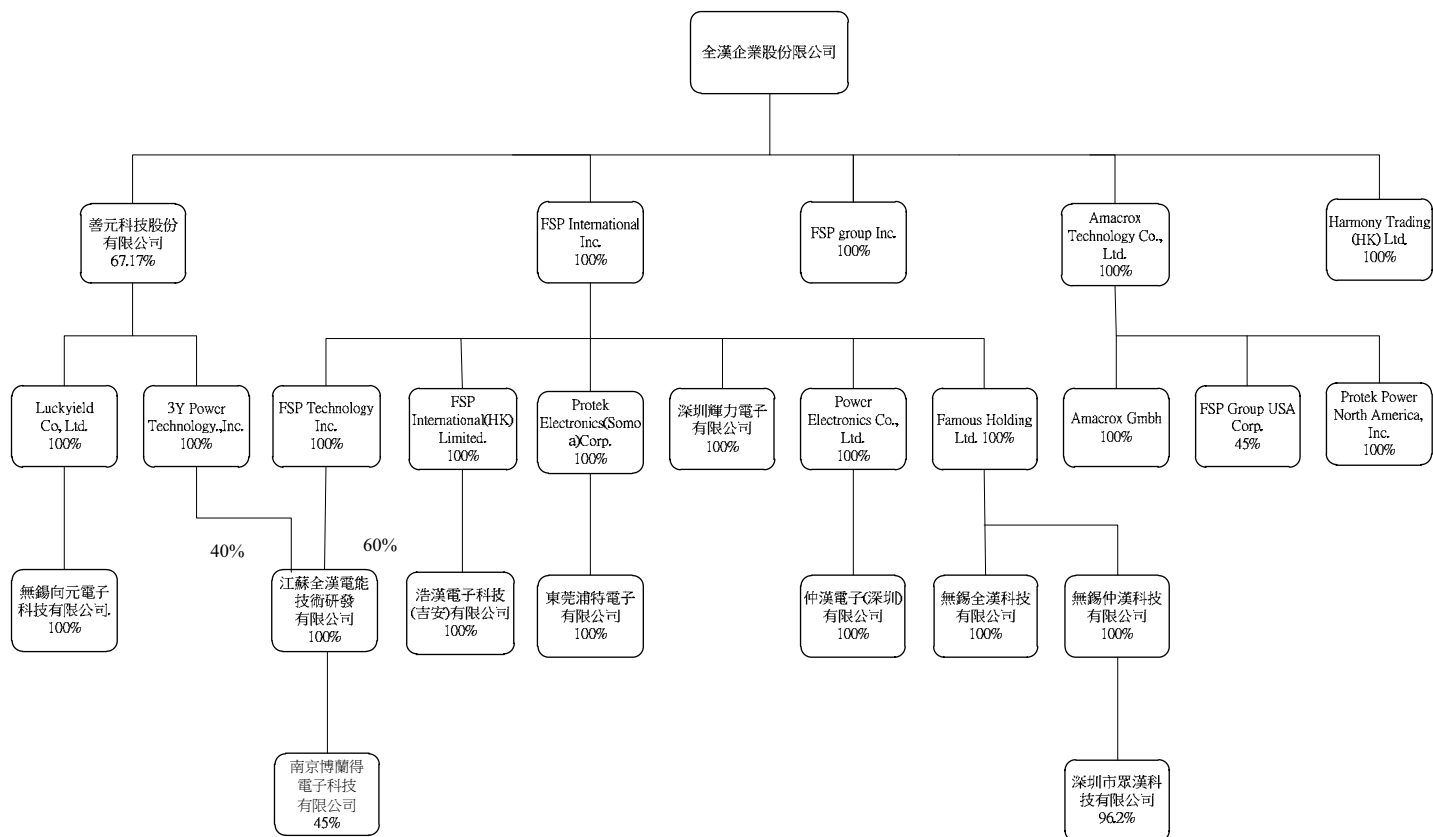 全漢企業股份限公司
善元科技股份
有限公司
67.17%
FSP International
Inc.
100%
FSP group Inc.
100%
Amacrox
Technology Co.,
Ltd.
100%
Harmony Trading
(HK) Ltd.
100%
Luckyield
Co, Ltd.
100%
3Y Power
Technology.,Inc.
100%
FSP Technology
Inc.
100%
FSP
International(HK)
Limited.
100%
Protek
Electronics(Somo
a)Corp.
100%
深圳輝力電子
有限公司
100%
Power
Electronics Co.,
Ltd.
100%
Famous Holding
Ltd. 100%
Amacrox Gmbh
100%
FSP Group USA
Corp.
45%
Protek Power
North America,
Inc.
100%
40%
60%
無錫向元電子
科技有限公司.
100%
江蘇全漢電能
技術研發
有限公司
100%
浩漢電子科技
(吉安)有限公司
100%
東莞浦特電子
有限公司
100%
仲漢電子(深圳)
有限公司
100%
無錫全漢科技
有限公司
100%
無錫仲漢科技
有限公司
100%
南京博蘭得
電子科技
有限公司
45%
深圳市眾漢科
技有限公司
96.2%